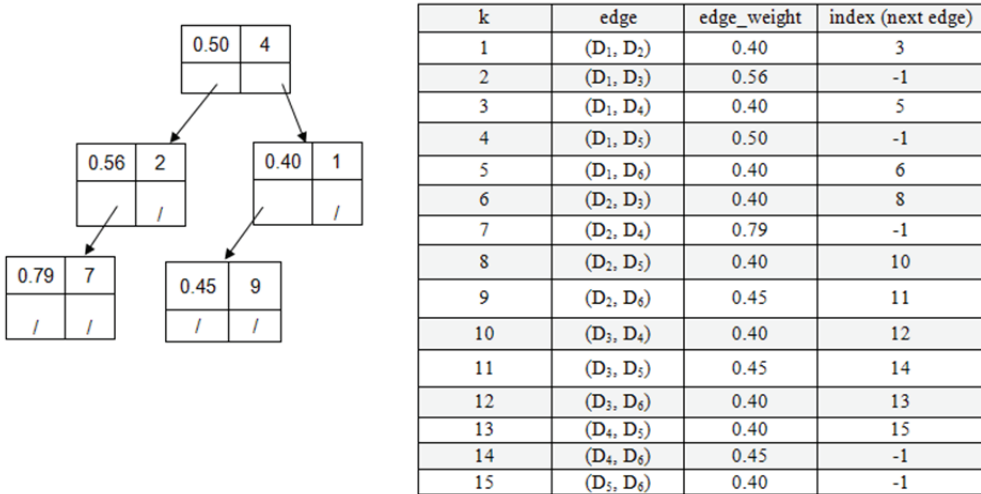 0.50 4
0.56 2
/
0.40 1
/
0.79 7
/ /
0.45 9
/ /
k edge edge_weight index (next edge)
1 (D₁, D₂) 0.40 3
2 (D₁, D₃) 0.56 -1
3 (D₁, D₄) 0.40 5
4 (D₁, D₅) 0.50 -1
5 (D₁, D₆) 0.40 6
6 (D₂, D₃) 0.40 8
7 (D₂, D₄) 0.79 -1
8 (D₂, D₅) 0.40 10
9 (D₂, D₆) 0.45 11
10 (D₃, D₄) 0.40 12
11 (D₃, D₅) 0.45 14
12 (D₃, D₆) 0.40 13
13 (D₄, D₅) 0.40 15
14 (D₄, D₆) 0.45 -1
15 (D₅, D₆) 0.40 -1